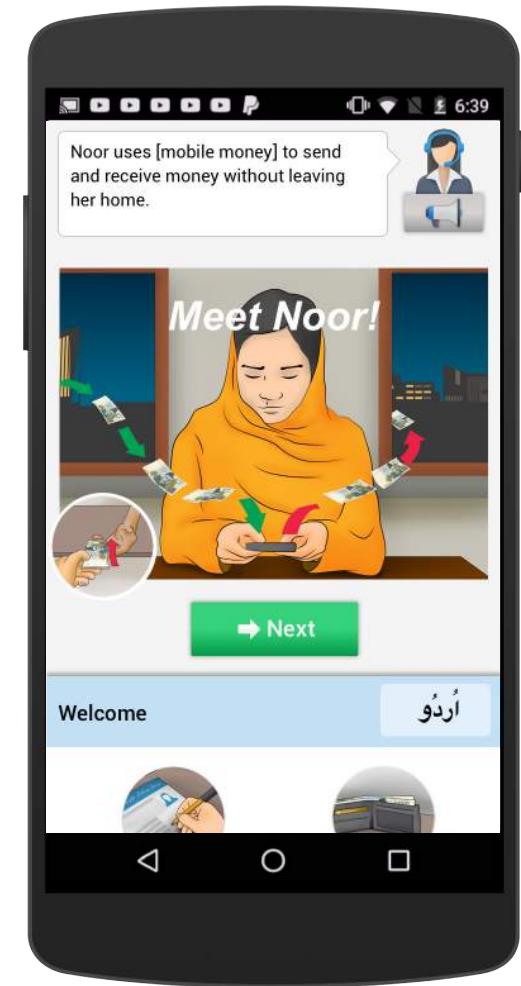 6:39
Noor uses [mobile money] to send
and receive money without leaving
her home.
Meet Noor!
Next
Welcome
اُردُو